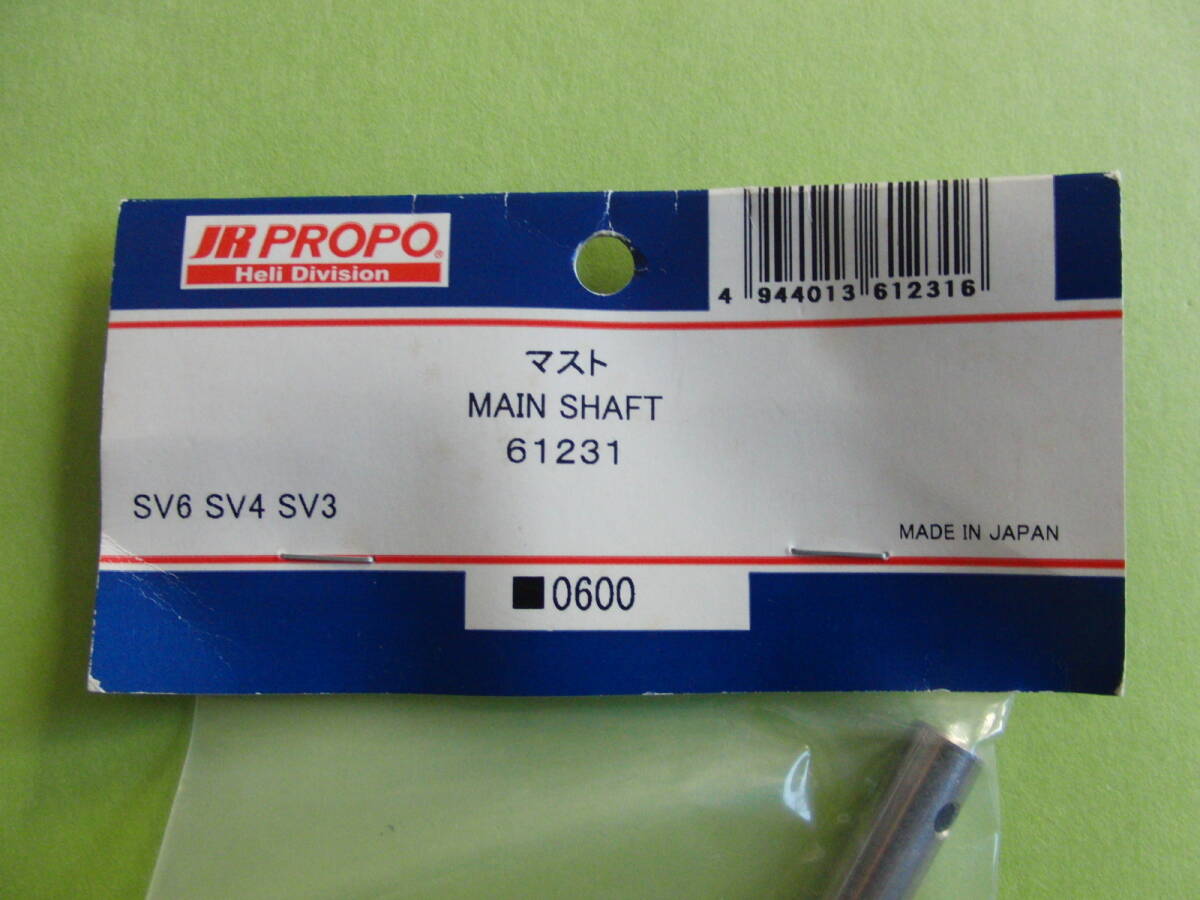 JR PROPO®
Heli Division
4 944013 612316
マスト
MAIN SHAFT
61231
SV6 SV4 SV3
MADE IN JAPAN
■0600